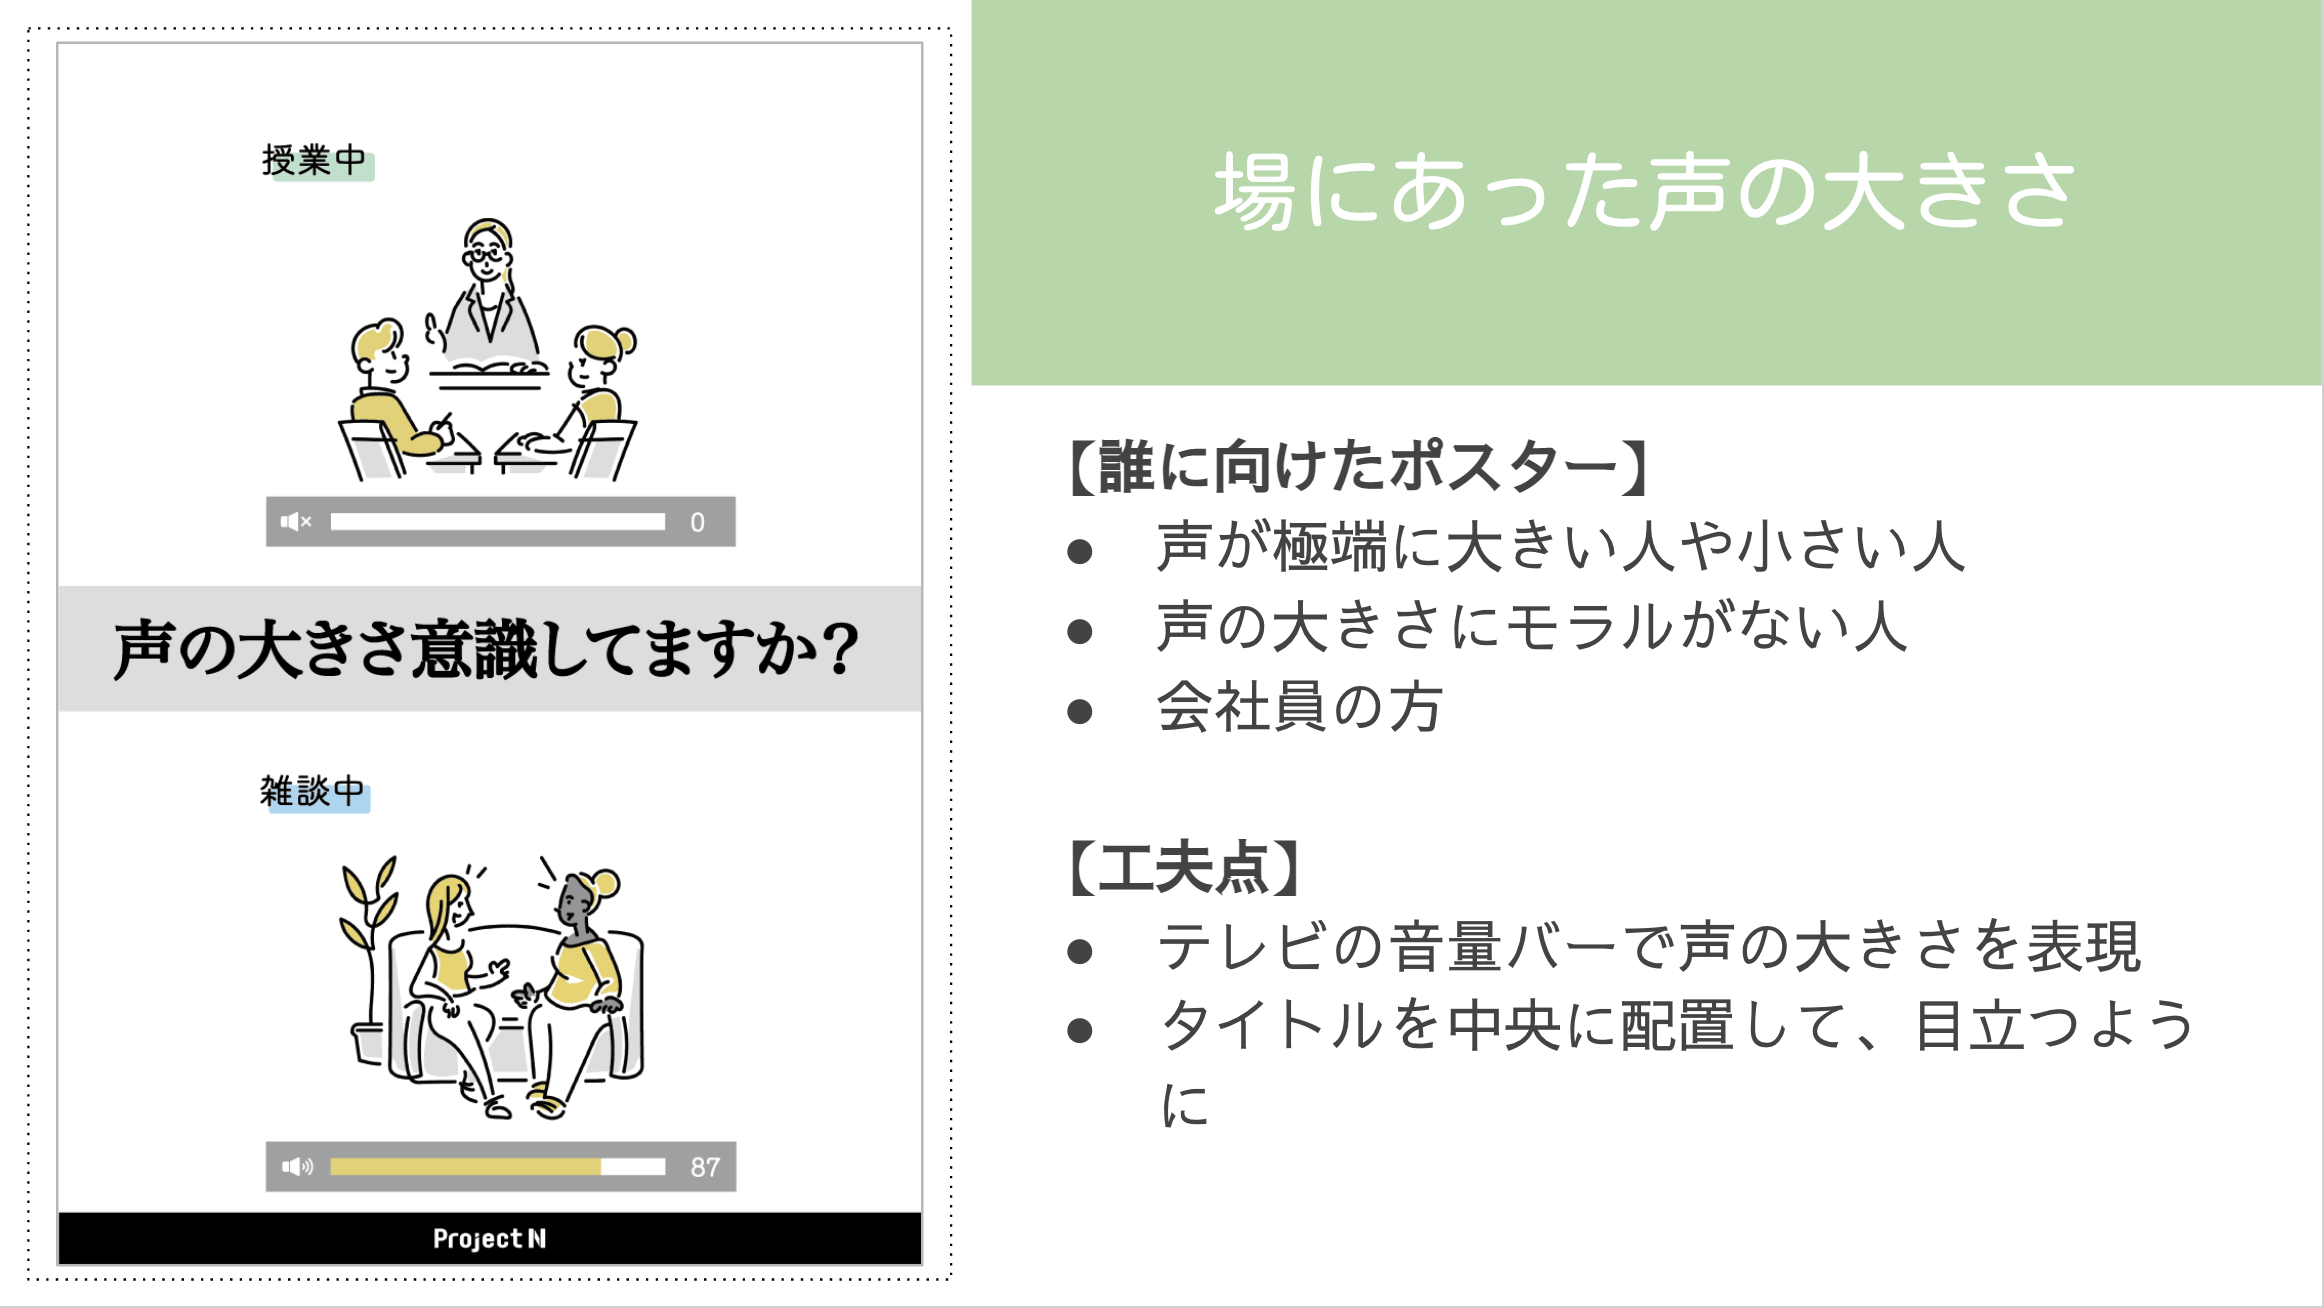 授業中
0
声の大きさ意識してますか？
雑談中
87
Project N
場にあった声の大きさ
【誰に向けたポスター】
● 声が極端に大きい人や小さい人
● 声の大きさにモラルがない人
● 会社員の方
【工夫点】
● テレビの音量バーで声の大きさを表現
● タイトルを中央に配置して、目立つよう
に